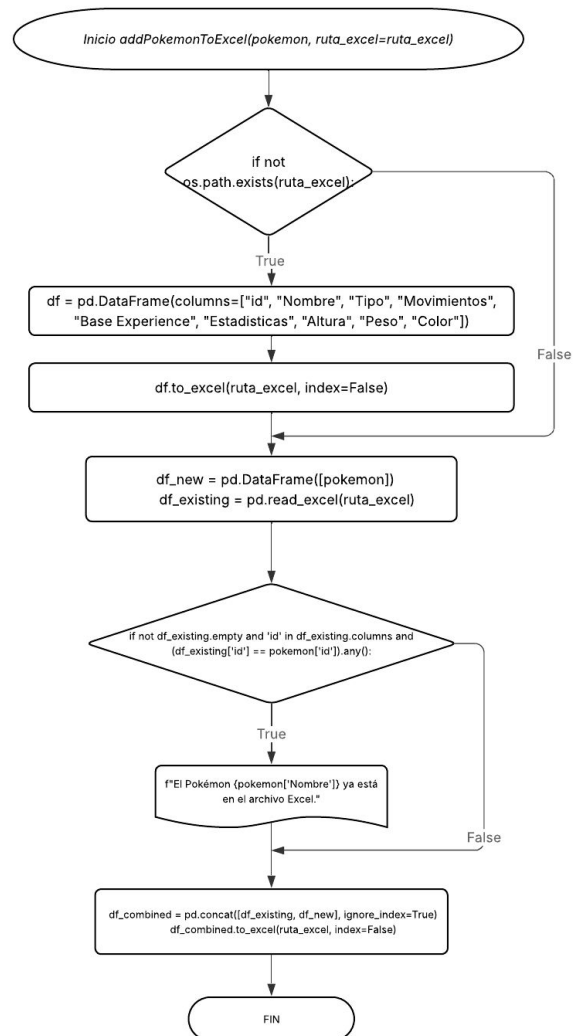 Inicio addPokemonToExcel(pokemon, ruta_excel=ruta_excel)
if not
os.path.exists(ruta_excel):
True
df = pd.DataFrame(columns=["id", "Nombre", "Tipo", "Movimientos",
"Base Experience", "Estadisticas", "Altura", "Peso", "Color"])
False
df.to_excel(ruta_excel, index=False)
df_new = pd.DataFrame([pokemon])
df_existing = pd.read_excel(ruta_excel)
if not df_existing.empty and 'id' in df_existing.columns and
(df_existing['id'] == pokemon['id']).any():
True
f"El Pokémon {pokemon['Nombre']} ya está
en el archivo Excel."
False
df_combined = pd.concat([df_existing, df_new], ignore_index=True)
df_combined.to_excel(ruta_excel, index=False)
FIN